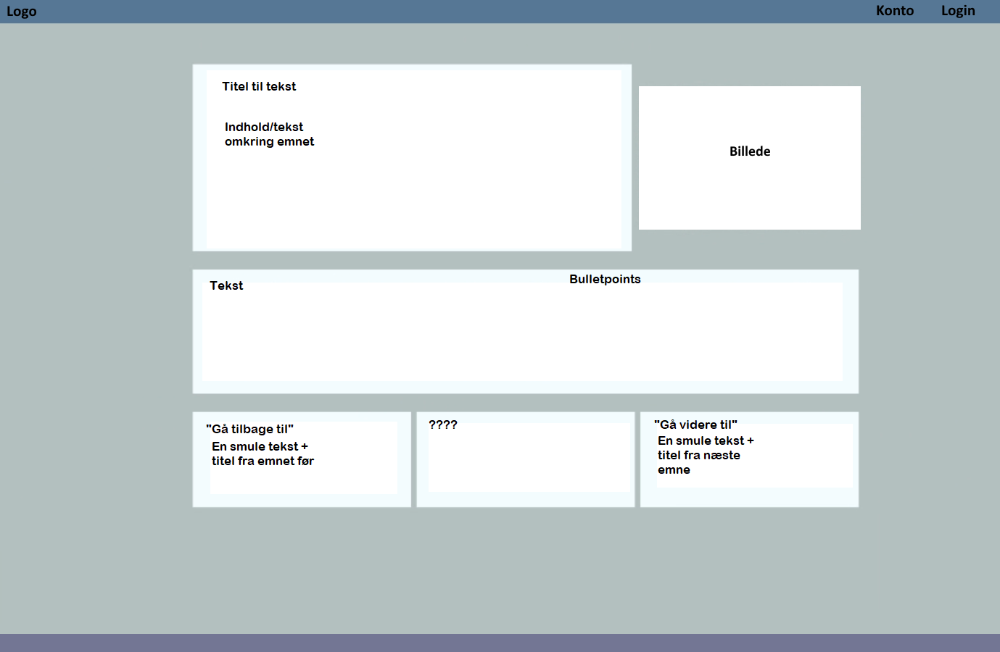 Logo
Konto
Login
Titel til tekst
Indhold/tekst
omkring emnet
Billede
Tekst
Bulletpoints
"Gå tilbage til"
En smule tekst +
titel fra emnet før
????
"Gå videre til"
En smule tekst +
titel fra næste
emne